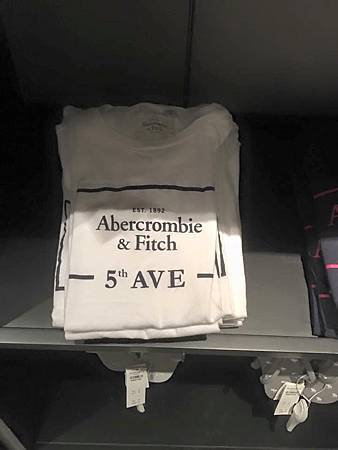 EST. 1892
Abercrombie
& Fitch
5th AVE